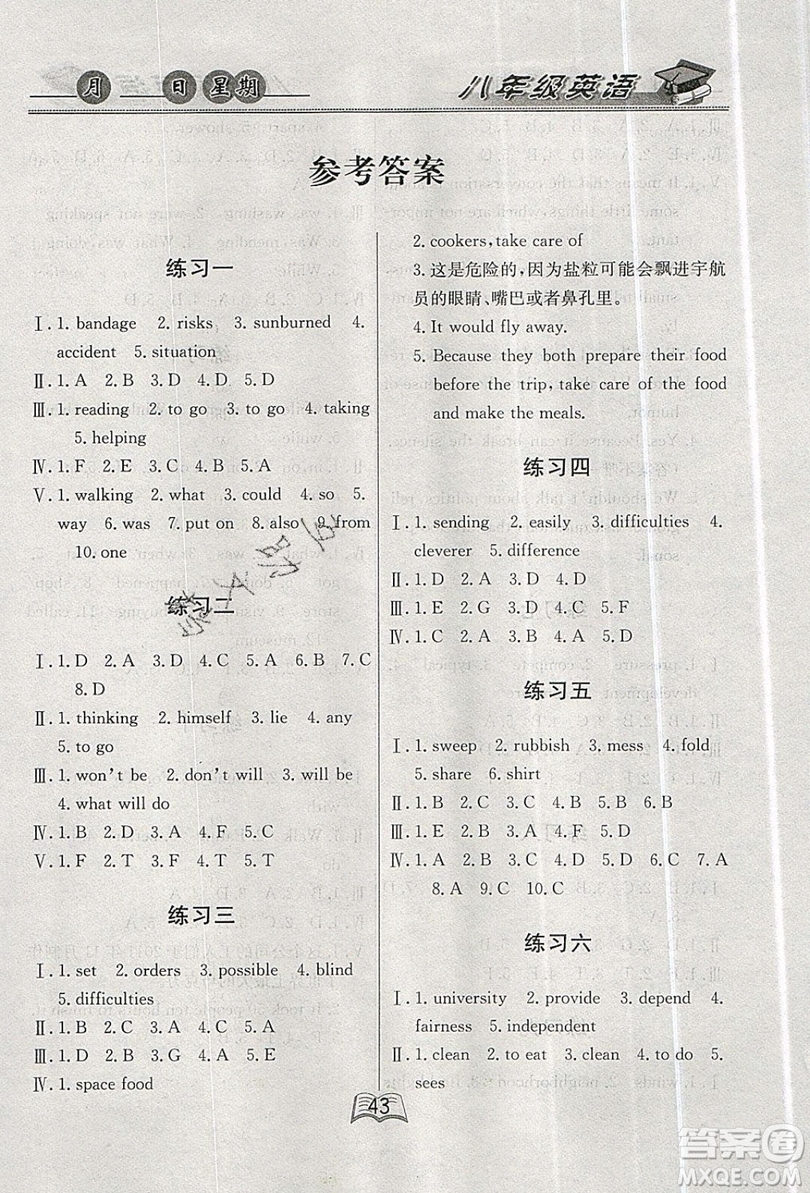 月 日 星期
八年级英语
参考答案
练习一
Ⅰ. 1. bandage 2. risks 3. sunburned 4.
accident 5. situation
Ⅱ. 1. A 2. B 3. D 4. D 5. D
Ⅲ. 1. reading 2. to go 3. to go 4. taking
5. helping
Ⅳ. 1. F 2. E 3. C 4. B 5. A
Ⅴ. 1. walking 2. what 3. could 4. so 5.
way 6. was 7. put on 8. also 9. from
10. one
练习二
Ⅰ. 1. D 2. A 3. D 4. C 5. A 6. B 7. C
8. D
Ⅱ. 1. thinking 2. himself 3. lie 4. any
5. to go
Ⅲ. 1. won't be 2. don't will 3. will be
4. what will do
Ⅳ. 1. B 2. D 3. A 4. F 5. C
Ⅴ. 1. F 2. T 3. F 4. F 5. T
练习三
Ⅰ. 1. set 2. orders 3. possible 4. blind
5. difficulties
Ⅱ. 1. B 2. D 3. C 4. C 5. A
Ⅲ. 1. D 2. A 3. G 4. B 5. E
Ⅳ. 1. space food
2. cookers, take care of
3. 这是危险的，因为盐粒可能会飘进宇航
员的眼睛、嘴巴或者鼻孔里。
4. It would fly away.
5. Because they both prepare their food
before the trip, take care of the food
and make the meals.
练习四
Ⅰ. 1. sending 2. easily 3. difficulties 4.
cleverer 5. difference
Ⅱ. 1. D 2. A 3. C 4. D 5. A
Ⅲ. 1. E 2. G 3. D 4. C 5. F
Ⅳ. 1. C 2. A 3. D 4. D 5. B
练习五
Ⅰ. 1. sweep 2. rubbish 3. mess 4. fold
5. share 6. shirt
Ⅱ. 1. B 2. C 3. D 4. D 5. A
Ⅲ. 1. E 2. D 3. A 4. C 5. B
Ⅳ. 1. C 2. D 3. A 4. B 5. C 6. D 7. A
8. A 9. C 10. C
练习六
Ⅰ. 1. university 2. provide 3. depend 4.
fairness 5. independent
Ⅱ. 1. clean 2. to eat 3. clean 4. to do 5.
sees
43
答案圈
MXQE.COM